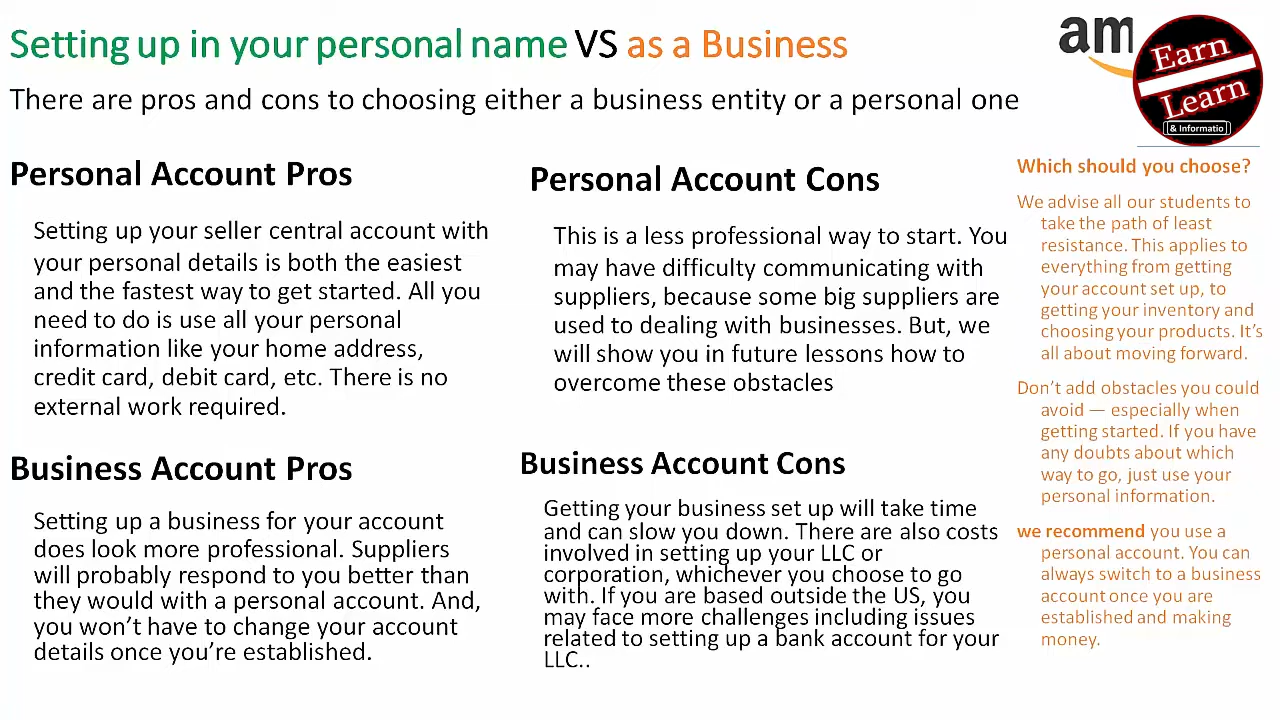 Setting up in your personal name VS as a Business
There are pros and cons to choosing either a business entity or a personal one
am
Earn
Learn
& Informatio
Personal Account Pros
Setting up your seller central account with
your personal details is both the easiest
and the fastest way to get started. All you
need to do is use all your personal
information like your home address,
credit card, debit card, etc. There is no
external work required.
Personal Account Cons
This is a less professional way to start. You
may have difficulty communicating with
suppliers, because some big suppliers are
used to dealing with businesses. But, we
will show you in future lessons how to
overcome these obstacles
Business Account Pros
Setting up a business for your account
does look more professional. Suppliers
will probably respond to you better than
they would with a personal account. And,
you won't have to change your account
details once you're established.
Business Account Cons
Getting your business set up will take time
and can slow you down. There are also costs
involved in setting up your LLC or
corporation, whichever you choose to go
with. If you are based outside the US, you
may face more challenges including issues
related to setting up a bank account for your
LLC..
Which should you choose?
We advise all our students to
take the path of least
resistance. This applies to
everything from getting
your account set up, to
getting your inventory and
choosing your products. It's
all about moving forward.
Don't add obstacles you could
avoid — especially when
getting started. If you have
any doubts about which
way to go, just use your
personal information.
we recommend you use a
personal account. You can
always switch to a business
account once you are
established and making
money.